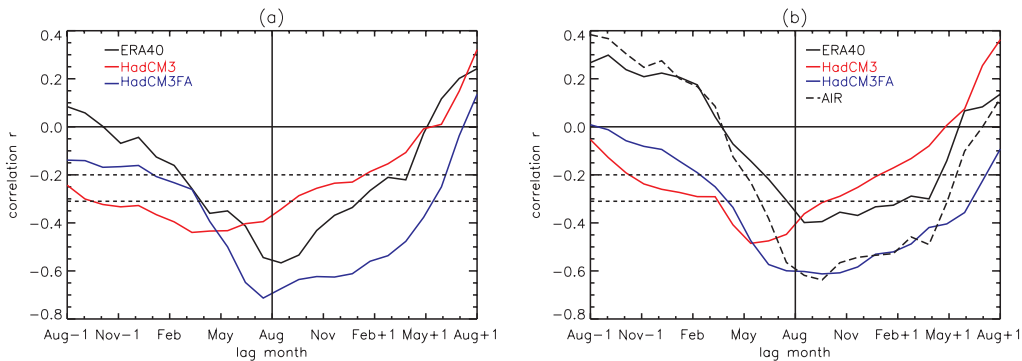 (a)
0.4
0.2
0.0
−0.2
−0.4
−0.6
−0.8
correlation r
ERA40
HadCM3
HadCM3FA
Aug−1 Nov−1 Feb May Aug Nov Feb+1 May+1 Aug+1
lag month
(b)
0.4
0.2
0.0
−0.2
−0.4
−0.6
−0.8
correlation r
ERA40
HadCM3
HadCM3FA
AIR
Aug−1 Nov−1 Feb May Aug Nov Feb+1 May+1 Aug+1
lag month